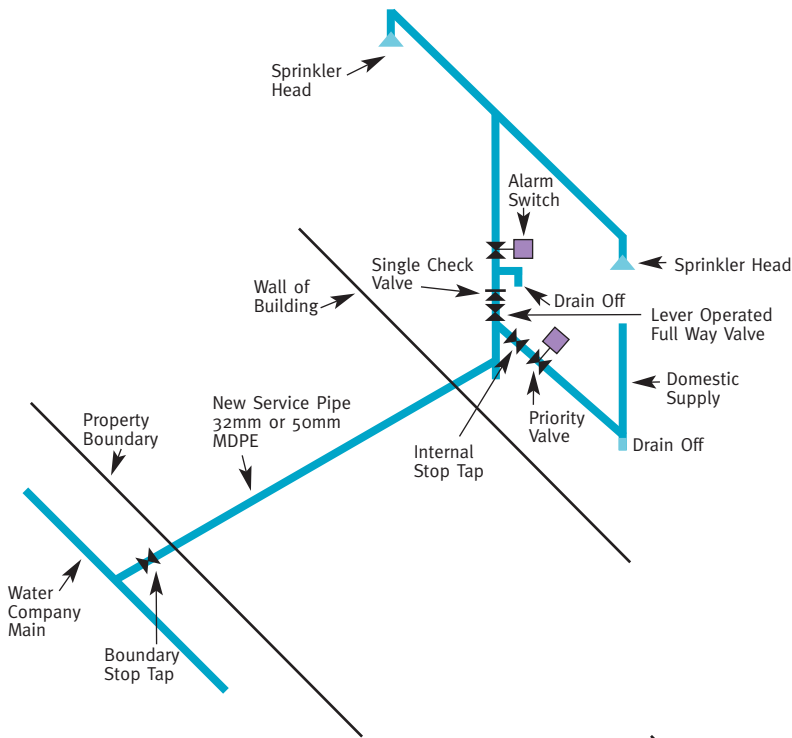 Sprinkler
Head
Alarm
Switch
Single Check
Valve
Sprinkler Head
Wall of
Building
Drain Off
Lever Operated
Full Way Valve
Domestic
Supply
New Service Pipe
32mm or 50mm
MDPE
Property
Boundary
Priority
Valve
Internal
Stop Tap
Drain Off
Water
Company
Main
Boundary
Stop Tap